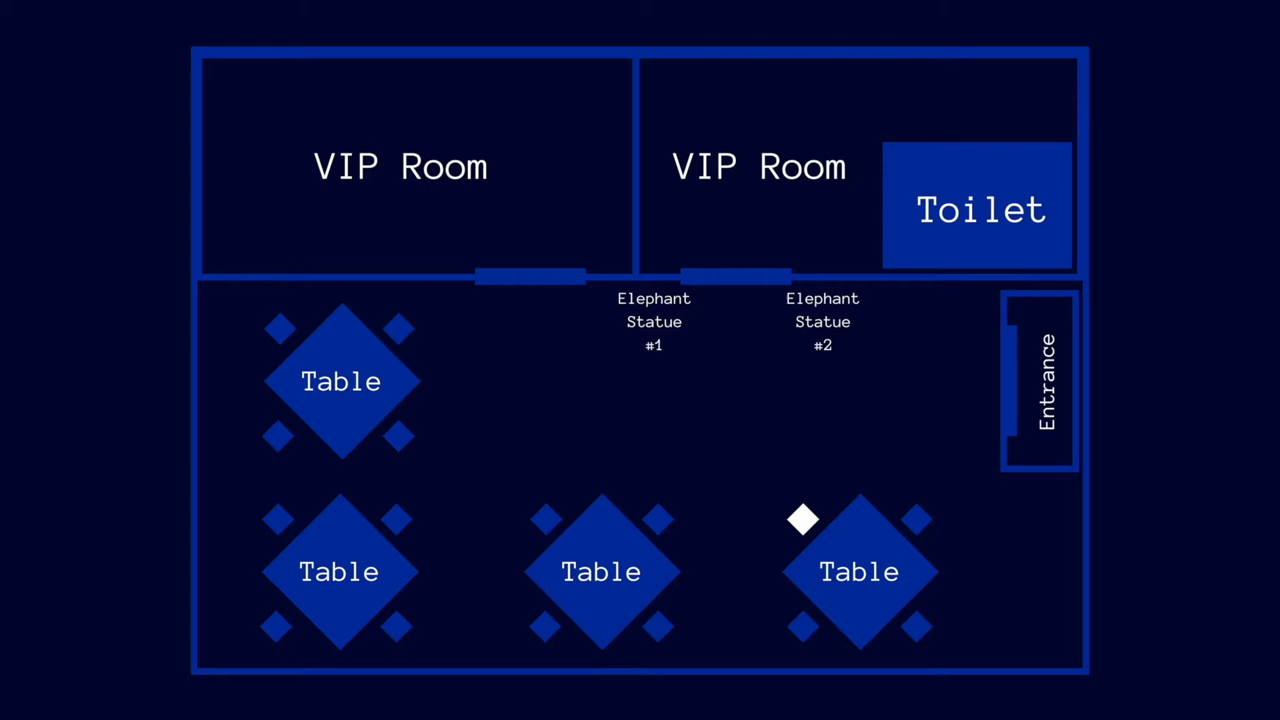 VIP Room
VIP Room
Toilet
Elephant
Statue
#1
Elephant
Statue
#2
Entrance
Table
Table
Table
Table